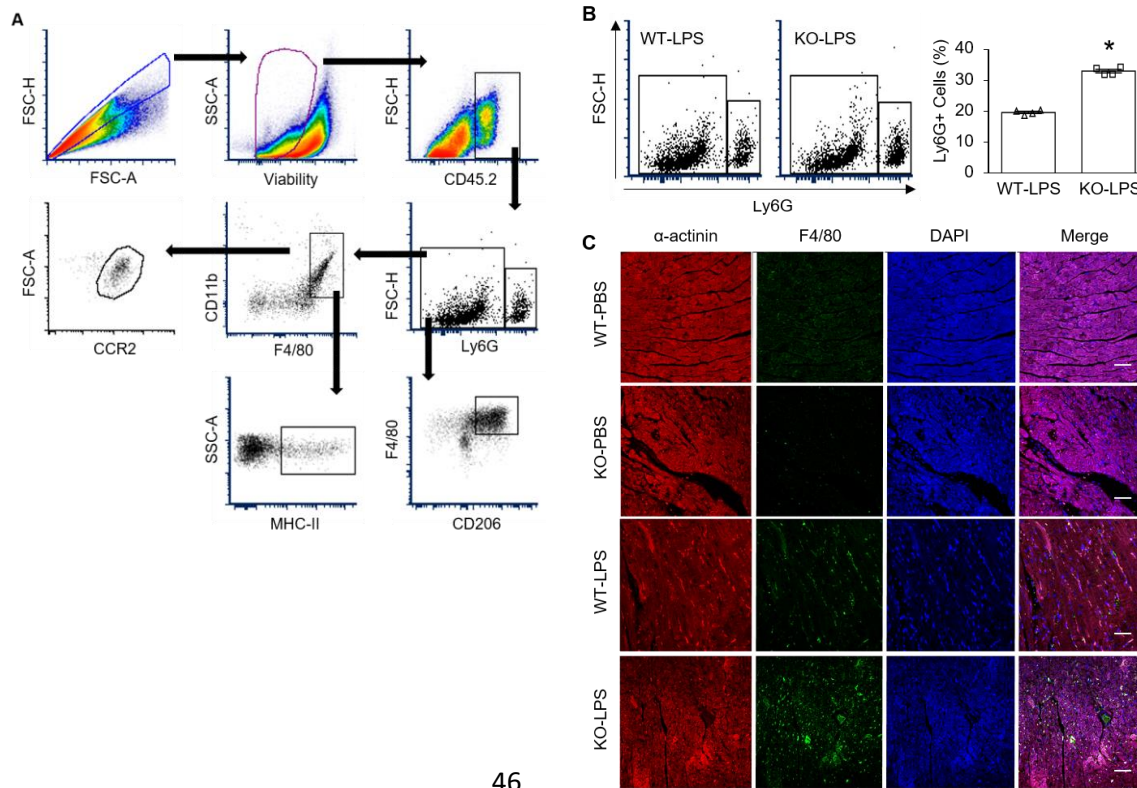 A
FSC-H
FSC-A
SSC-A
Viability
FSC-H
CD45.2
FSC-A
CCR2
CD11b
F4/80
FSC-H
Ly6G
SSC-A
MHC-II
F4/80
CD206
B
FSC-H
WT-LPS
KO-LPS
Ly6G
Ly6G+ Cells (%)
40
30
20
10
0
*
WT-LPS
KO-LPS
C
α-actinin
F4/80
DAPI
Merge
WT-PBS
KO-PBS
WT-LPS
KO-LPS
46